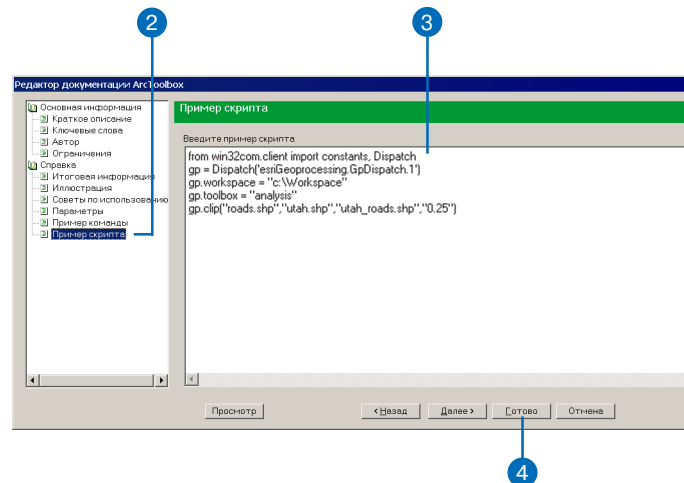 2
3
Редактор документации ArcToolbox
Основная информация
Краткое описание
Ключевые слова
Автор
Ограничения
Справка
Итоговая информация
Иллюстрация
Советы по использованию
Параметры
Пример команды
Пример скрипта
Пример скрипта
Введите пример скрипта
from win32com.client import constants, Dispatch
gp = Dispatch('esriGeoprocessing.GpDispatch.1')
gp.workspace = "c:\Workspace"
gp.toolbox = "analysis"
gp.clip("roads.shp","utah.shp","utah_roads.shp","0.25")
Просмотр
< Назад
Далее >
Готово
Отмена
4